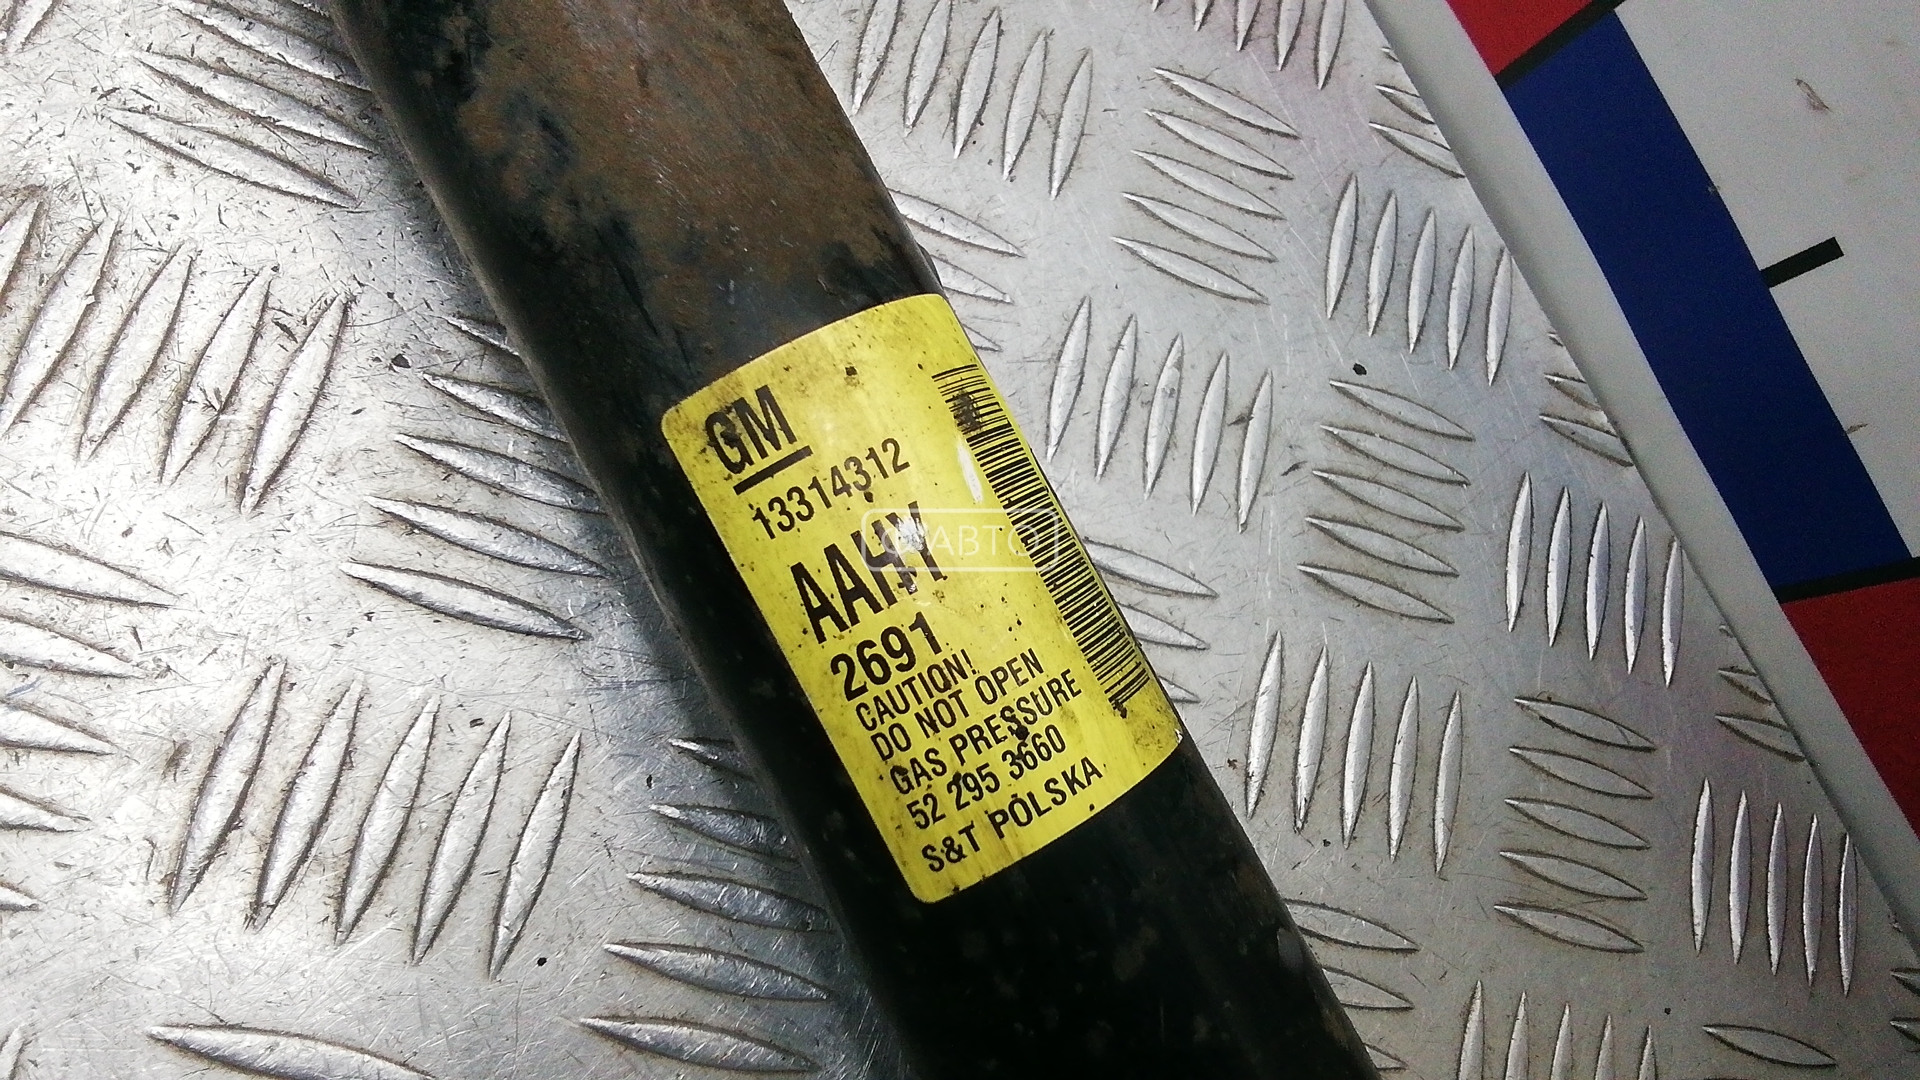 GM
13314312
AAHY
2691
CAUTION!
DO NOT OPEN
GAS PRESSURE
52 295 3660
S&T POLSKA